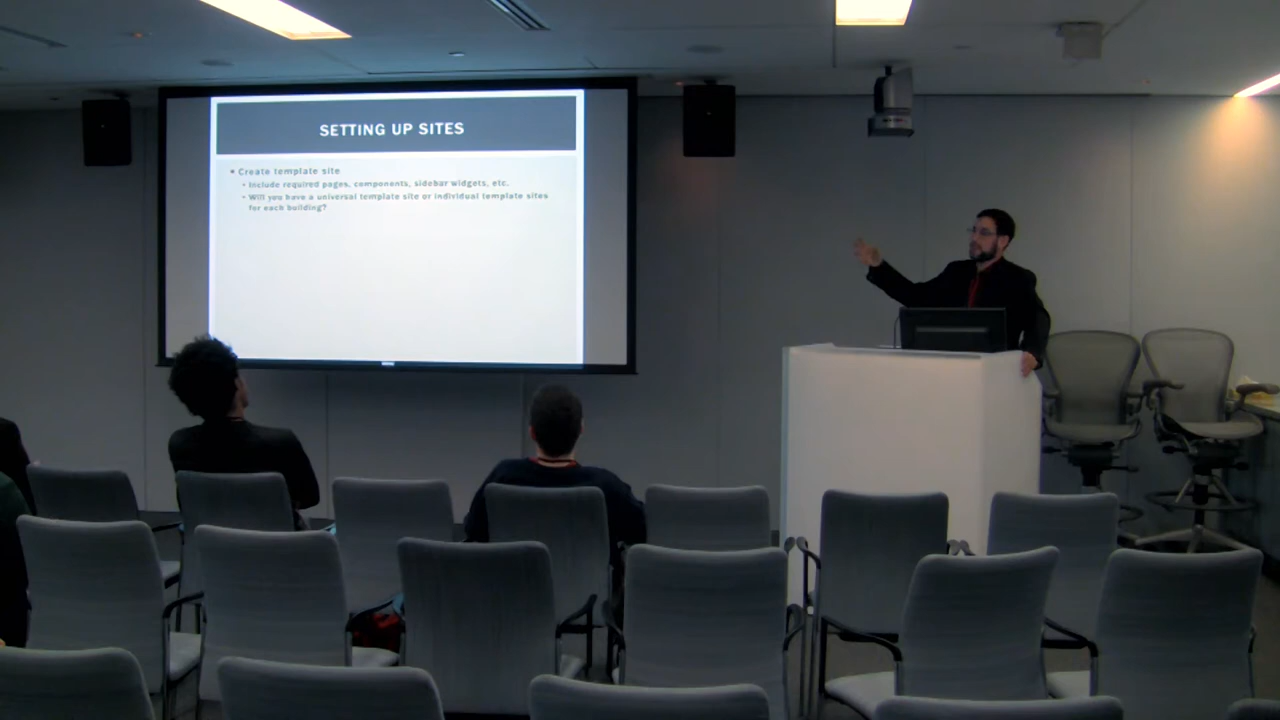 SETTING UP SITES
Create template site
Include required pages, components, sidebar widgets, etc.
Will you have a universal template site or individual template sites
for each building?